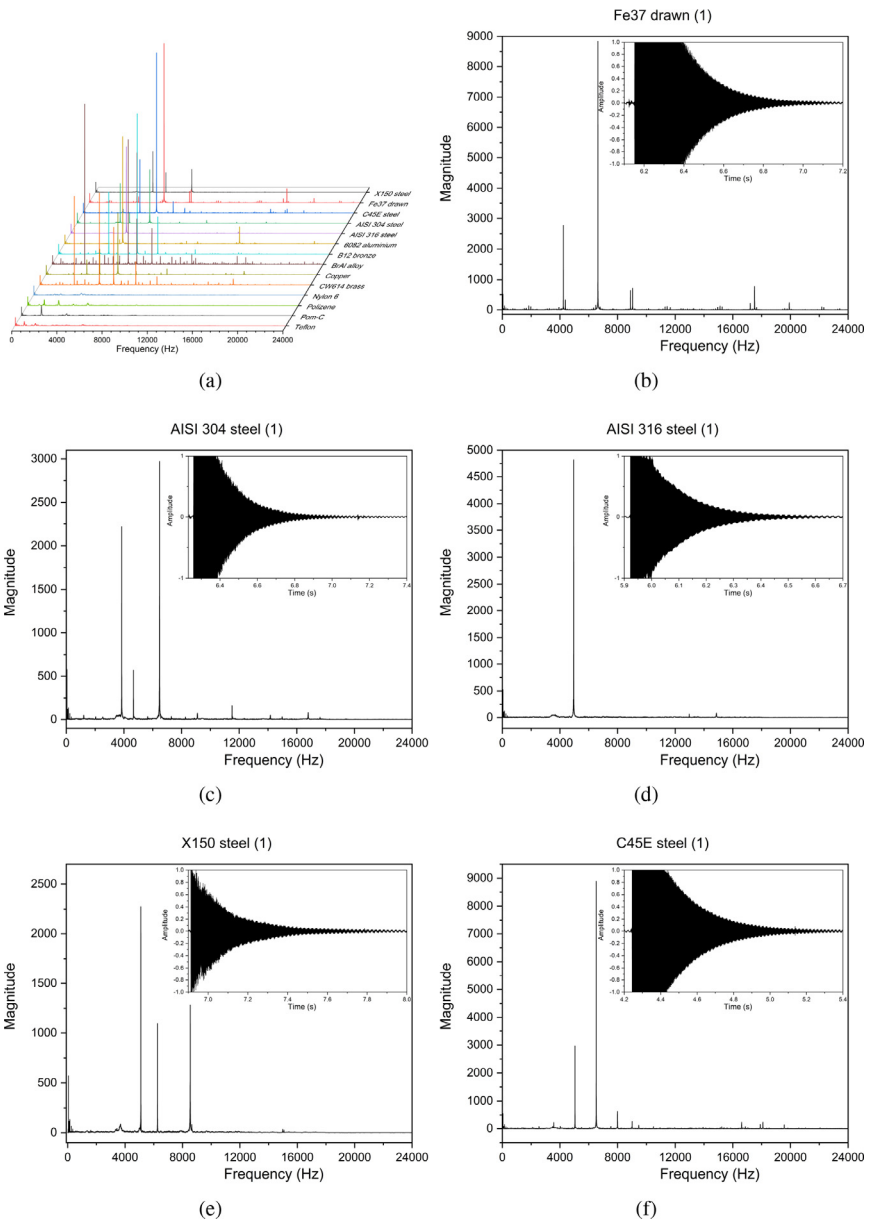 X150 steel
Fe37 drawn
C45E steel
AISI 304 steel
AISI 316 steel
6082 aluminium
B12 bronze
BrAl alloy
Copper
CW614 brass
Nylon 6
Polizene
Pom-C
Teflon
0 4000 8000 12000 16000 20000 24000
Frequency (Hz)
(a)
Fe37 drawn (1)
9000
8000
7000
6000
5000
4000
3000
2000
1000
0
Magnitude
0 4000 8000 12000 16000 20000 24000
Frequency (Hz)
1.0
0.8
0.6
0.4
0.2
0.0
-0.2
-0.4
-0.6
-0.8
-1.0
Amplitude
6.2 6.4 6.6 6.8 7.0 7.2
Time (s)
(b)
AISI 304 steel (1)
3000
2500
2000
1500
1000
500
0
Magnitude
0 4000 8000 12000 16000 20000 24000
Frequency (Hz)
1
0
-1
Amplitude
6.4 6.6 6.8 7.0 7.2 7.4
Time (s)
(c)
AISI 316 steel (1)
5000
4500
4000
3500
3000
2500
2000
1500
1000
500
0
Magnitude
0 4000 8000 12000 16000 20000 24000
Frequency (Hz)
1
0
-1
Amplitude
5.9 6.0 6.1 6.2 6.3 6.4 6.5 6.6 6.7
Time (s)
(d)
X150 steel (1)
2500
2000
1500
1000
500
0
Magnitude
0 4000 8000 12000 16000 20000 24000
Frequency (Hz)
1.0
0.8
0.6
0.4
0.2
0.0
-0.2
-0.4
-0.6
-0.8
-1.0
Amplitude
7.0 7.2 7.4 7.6 7.8 8.0
Time (s)
(e)
C45E steel (1)
9000
8000
7000
6000
5000
4000
3000
2000
1000
0
Magnitude
0 4000 8000 12000 16000 20000 24000
Frequency (Hz)
1.0
0.8
0.6
0.4
0.2
0.0
-0.2
-0.4
-0.6
-0.8
-1.0
Amplitude
4.2 4.4 4.6 4.8 5.0 5.2 5.4
Time (s)
(f)